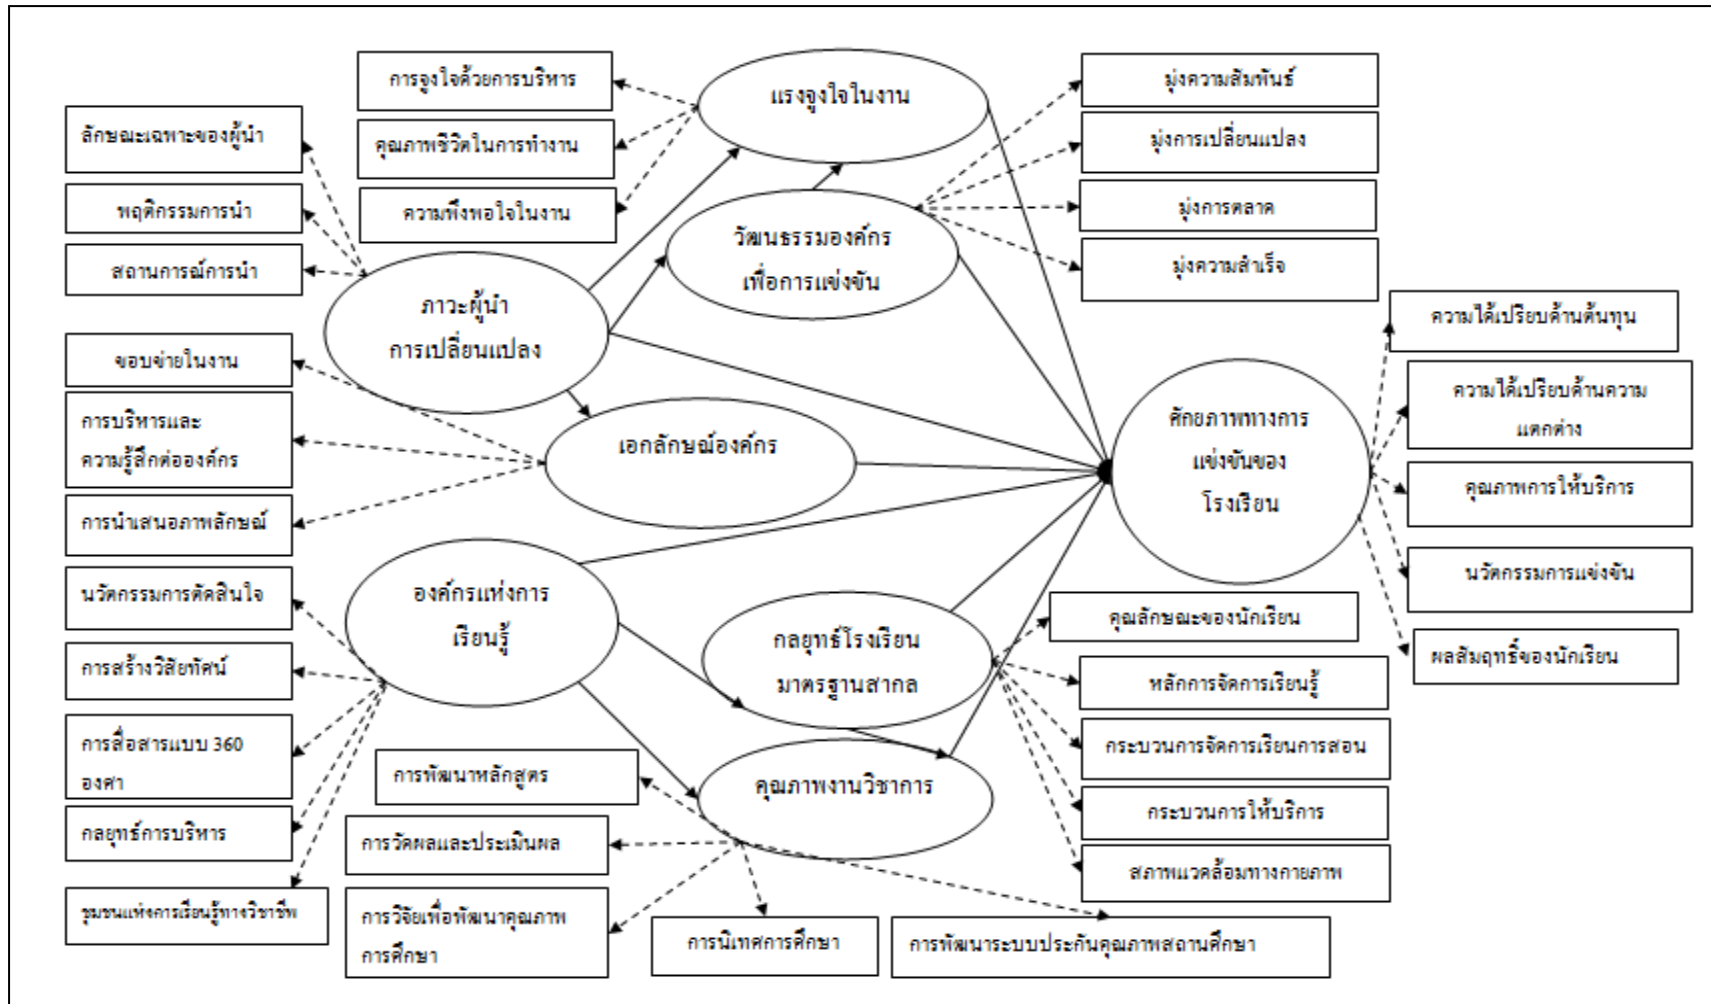 การจูงใจด้วยการบริหาร
คุณภาพชีวิตในการทำงาน
ความพึงพอใจในงาน
แรงจูงใจในงาน
มุ่งความสัมพันธ์
มุ่งการเปลี่ยนแปลง
มุ่งการตลาด
มุ่งความสำเร็จ
ลักษณะเฉพาะของผู้นำ
พฤติกรรมการนำ
สถานการณ์การนำ
วัฒนธรรมองค์กร
เพื่อการแข่งขัน
ภาวะผู้นำ
การเปลี่ยนแปลง
ขอบข่ายในงาน
การบริหารและ
ความรู้สึกต่อองค์กร
การนำเสนอภาพลักษณ์
เอกลักษณ์องค์กร
ศักยภาพทางการ
แข่งขันของ
โรงเรียน
ความได้เปรียบด้านต้นทุน
ความได้เปรียบด้านความ
แตกต่าง
คุณภาพการให้บริการ
นวัตกรรมการแข่งขัน
ผลสัมฤทธิ์ของนักเรียน
นวัตกรรมการตัดสินใจ
การสร้างวิสัยทัศน์
การสื่อสารแบบ 360
องศา
กลยุทธ์การบริหาร
ชุมชนแห่งการเรียนรู้ทางวิชาชีพ
องค์กรแห่งการ
เรียนรู้
กลยุทธ์โรงเรียน
มาตรฐานสากล
คุณลักษณะของนักเรียน
หลักการจัดการเรียนรู้
กระบวนการจัดการเรียนการสอน
กระบวนการให้บริการ
สภาพแวดล้อมทางกายภาพ
คุณภาพงานวิชาการ
การพัฒนาหลักสูตร
การวัดผลและประเมินผล
การวิจัยเพื่อพัฒนาคุณภาพ
การศึกษา
การนิเทศการศึกษา
การพัฒนาระบบประกันคุณภาพสถานศึกษา